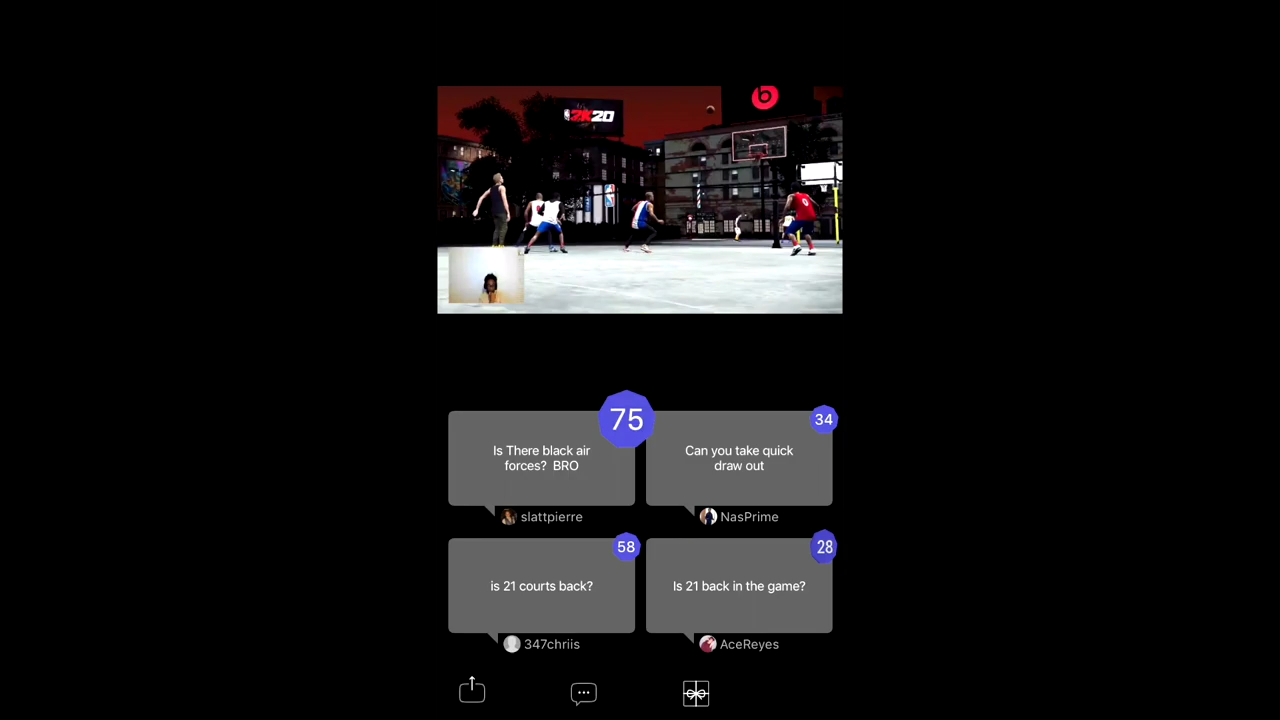 2K20
b
0
75
34
Is There black air
forces?  BRO
Can you take quick
draw out
slattpierre
NasPrime
58
28
is 21 courts back?
Is 21 back in the game?
347chriis
AceReyes